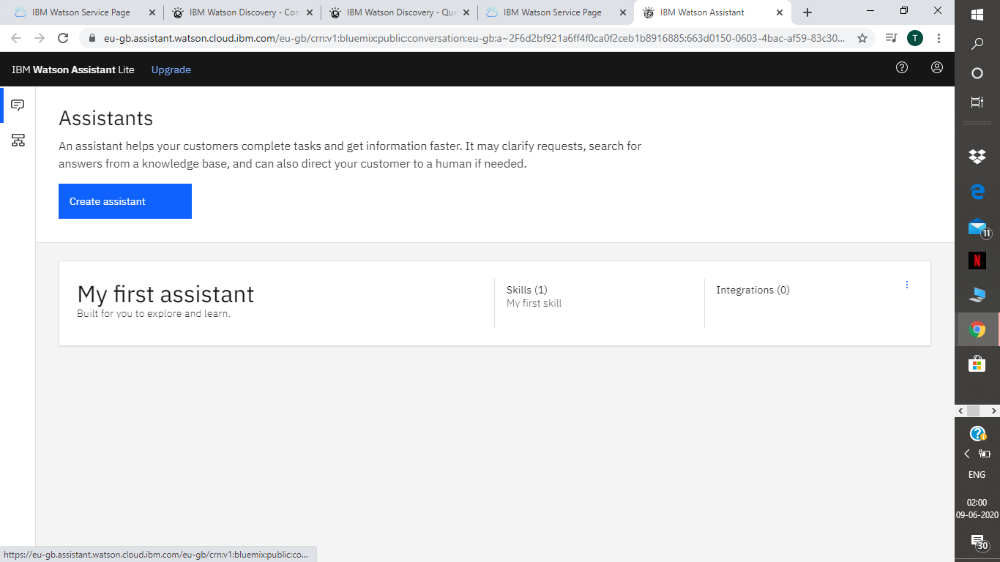 IBM Watson Service Page
IBM Watson Discovery - Con
IBM Watson Discovery - Que
IBM Watson Service Page
IBM Watson Assistant
eu-gb.assistant.watson.cloud.ibm.com/eu-gb/crn:v1:bluemix:public:conversation:eu-gb:a~2F6d2bf921a6ff4f0ca0f2ceb1b8916885:663d0150-0603-4bac-af59-83c30...
T
IBM Watson Assistant Lite
Upgrade
Assistants
An assistant helps your customers complete tasks and get information faster. It may clarify requests, search for
answers from a knowledge base, and can also direct your customer to a human if needed.
Create assistant
My first assistant
Built for you to explore and learn.
Skills (1)
My first skill
Integrations (0)
https://eu-gb.assistant.watson.cloud.ibm.com/eu-gb/crn:v1:bluemix:public:co...
11
N
ENG
02:00
09-06-2020
30